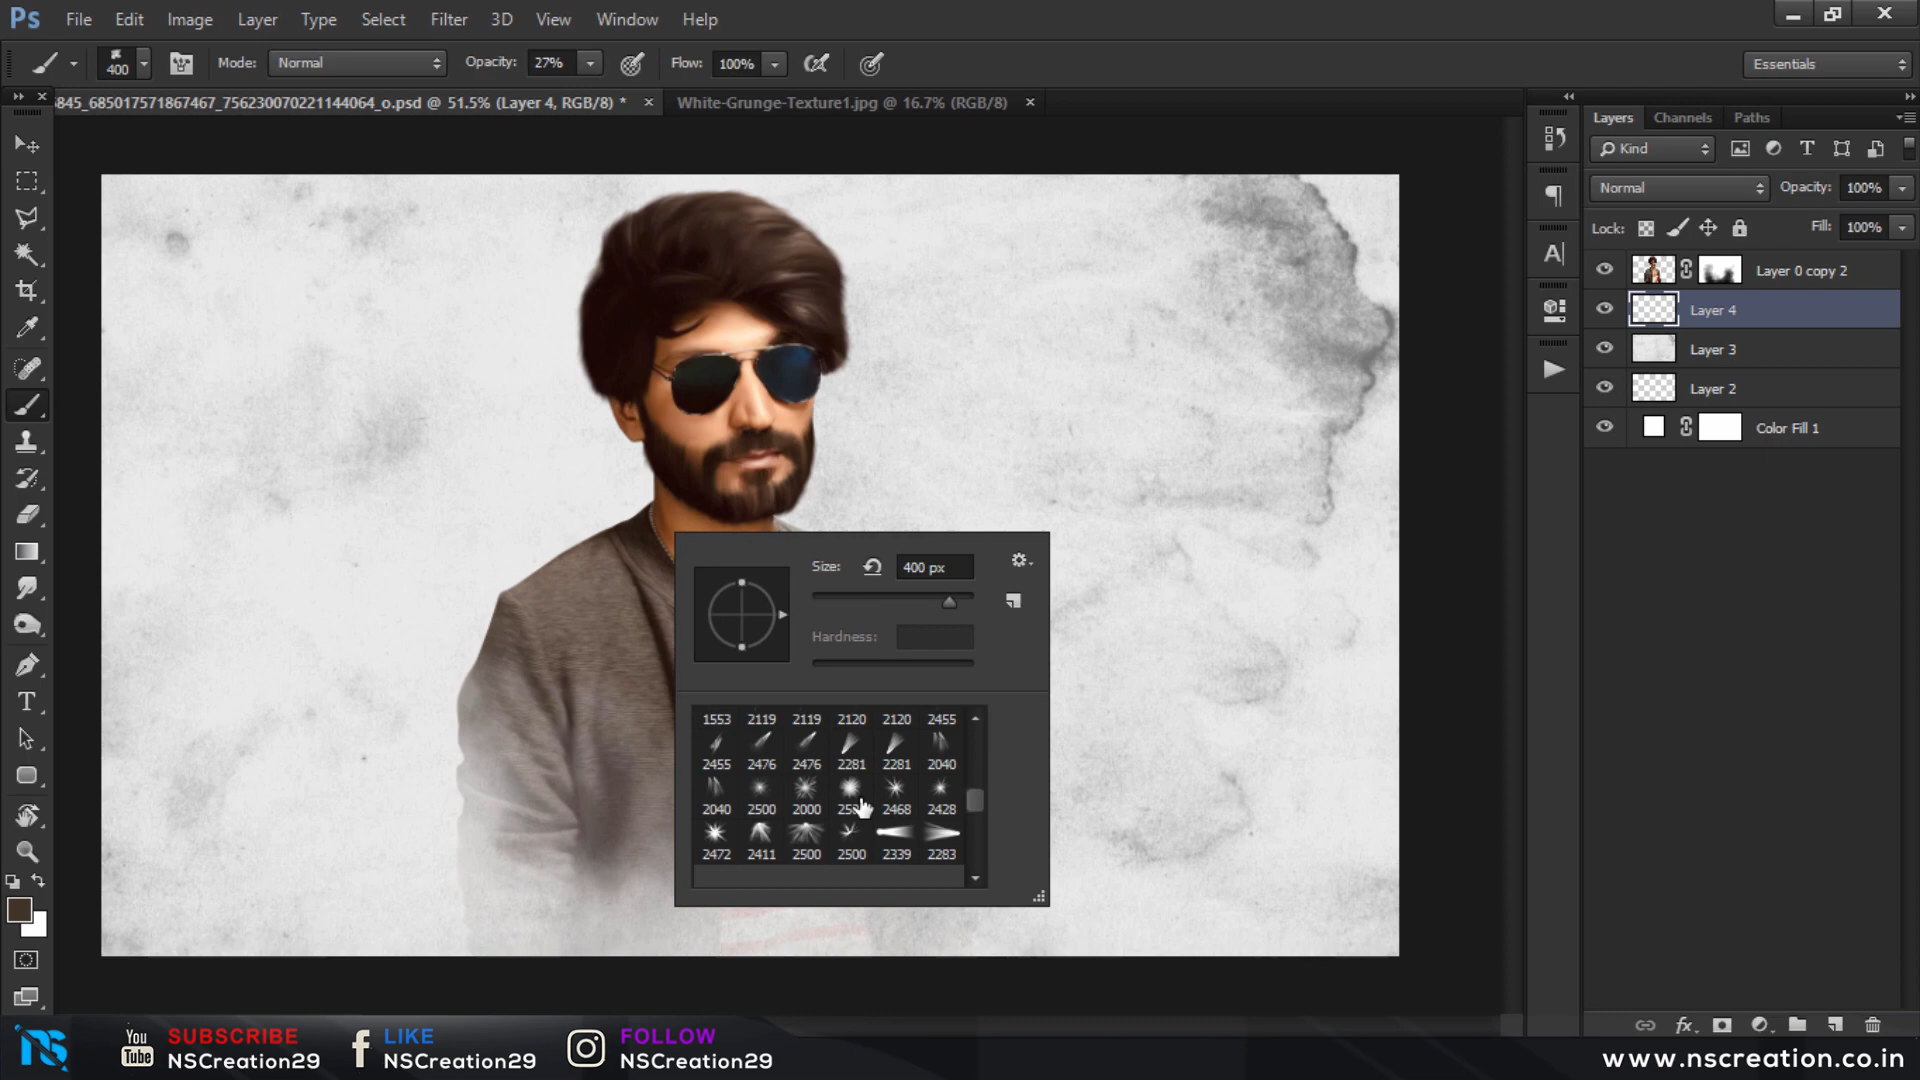 Ps File Edit Image Layer Type Select Filter 3D View Window Help
400 Mode: Normal Opacity: 27% Flow: 100% Essentials
5845_685017571867467_756230070221144064_o.psd @ 51.5% (Layer 4, RGB/8) * White-Grunge-Texture1.jpg @ 16.7% (RGB/8)
Layers Channels Paths
Kind
Normal Opacity: 100%
Lock: Fill: 100%
Layer 0 copy 2
Layer 4
Layer 3
Layer 2
Color Fill 1
Size: 400 px
Hardness:
1553 2119 2119 2120 2120 2455
2455 2476 2476 2281 2281 2040
2040 2500 2000 2468 2428
2472 2411 2500 2500 2339 2283
NS
You Tube SUBSCRIBE
NSCreation29
f LIKE
NSCreation29
FOLLOW
NSCreation29
www.nscreation.co.in